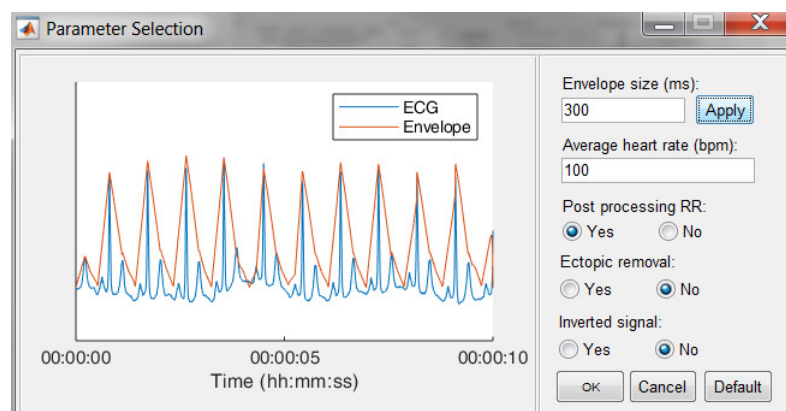 Parameter Selection
ECG
Envelope
00:00:00
00:00:05
00:00:10
Time (hh:mm:ss)
Envelope size (ms):
300
Apply
Average heart rate (bpm):
100
Post processing RR:
Yes
No
Ectopic removal:
Yes
No
Inverted signal:
Yes
No
OK
Cancel
Default